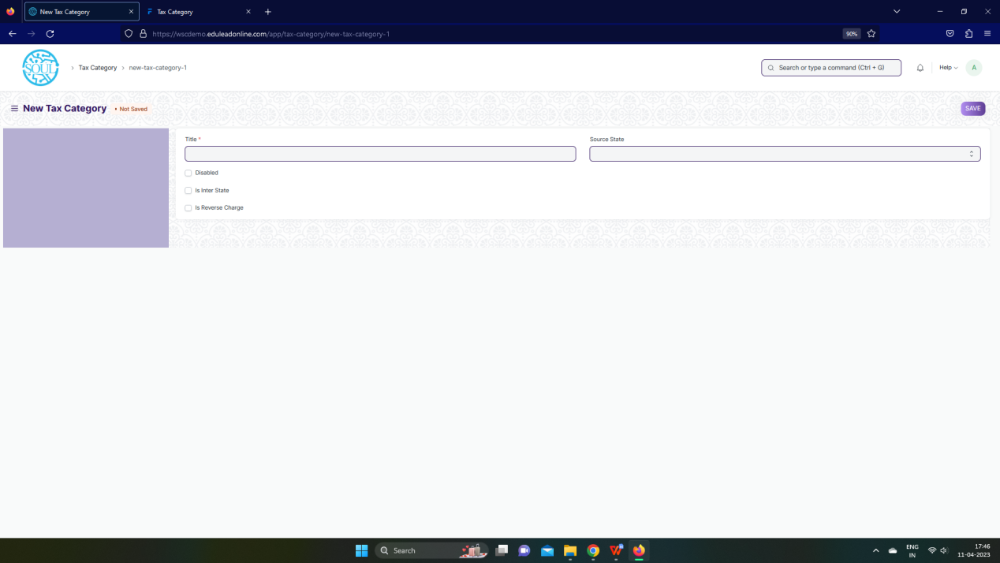 New Tax Category
Tax Category
https://wscdemo.eduleadonline.com/app/tax-category/new-tax-category-1
90%
SOUL
Tax Category
new-tax-category-1
Search or type a command (Ctrl + G)
Help
A
New Tax Category
Not Saved
SAVE
Title *
Source State
Disabled
Is Inter State
Is Reverse Charge
Search
ENG
IN
17:46
11-04-2023